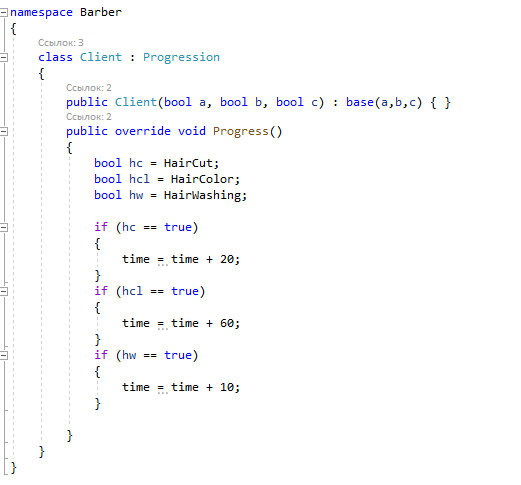 namespace Barber
{
Ссылок: 3
class Client : Progression
{
Ссылок: 2
public Client(bool a, bool b, bool c) : base(a,b,c) { }
Ссылок: 2
public override void Progress()
{
bool hc = HairCut;
bool hcl = HairColor;
bool hw = HairWashing;
if (hc == true)
{
time = time + 20;
}
if (hcl == true)
{
time = time + 60;
}
if (hw == true)
{
time = time + 10;
}
}
}
}